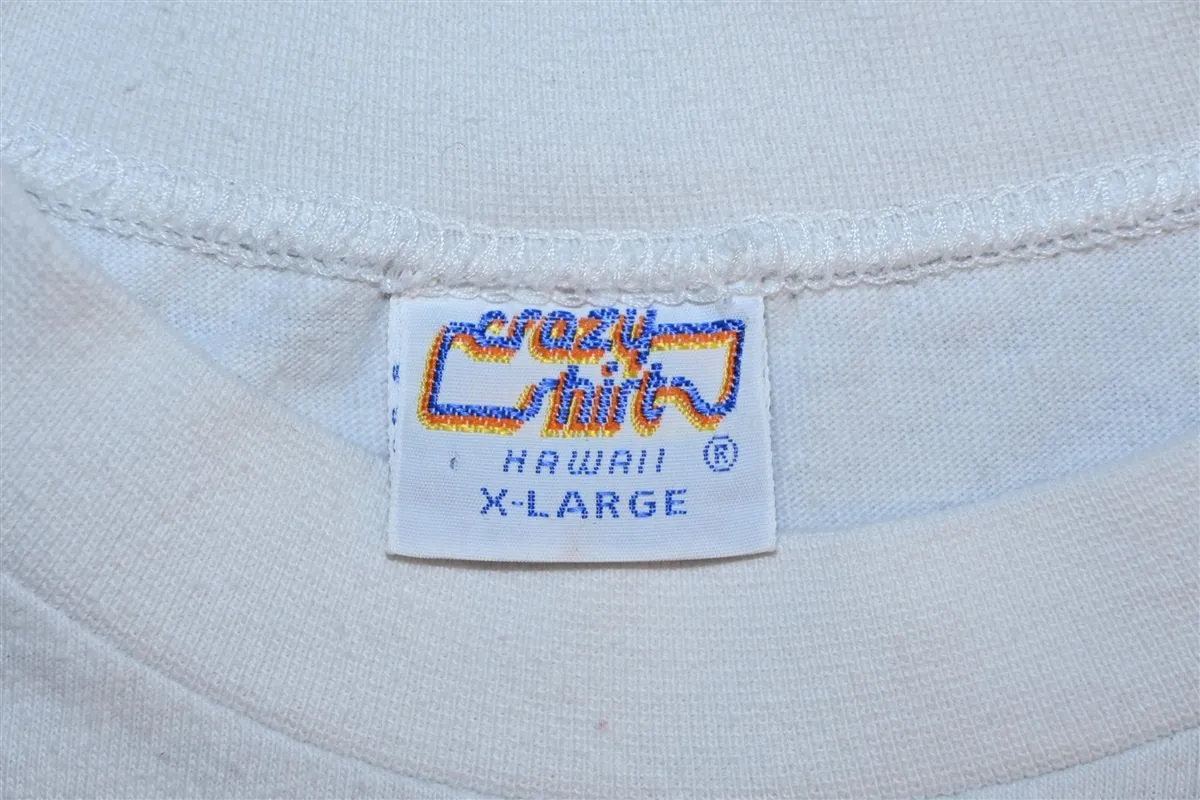 crazy
shirt
HAWAII ®
X-LARGE